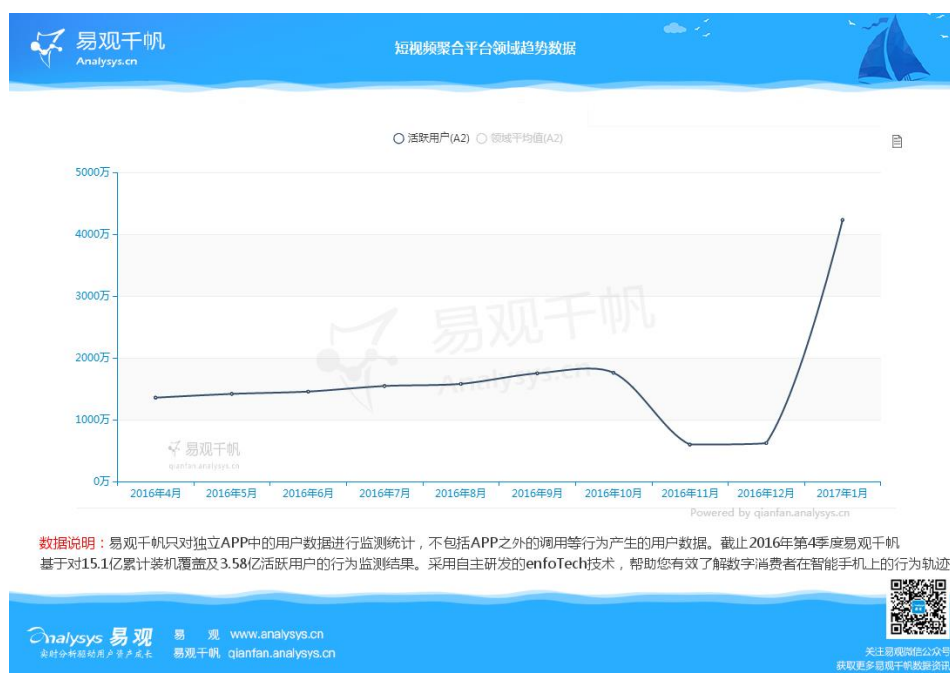 易观千帆
Analysys.cn
短视频聚合平台领域趋势数据
活跃用户(A2) 领域平均值(A2)
5000万
4000万
3000万
2000万
1000万
0万
易观千帆
Analysys.cn
易观千帆
qianfan.analysys.cn
2016年4月 2016年5月 2016年6月 2016年7月 2016年8月 2016年9月 2016年10月 2016年11月 2016年12月 2017年1月
Powered by qianfan.analysys.cn
数据说明：易观千帆只对独立APP中的用户数据进行监测统计，不包括APP之外的调用等行为产生的用户数据。截止2016年第4季度易观千帆
基于对15.1亿累计装机覆盖及3.58亿活跃用户的行为监测结果。采用自主研发的enfoTech技术，帮助您有效了解数字消费者在智能手机上的行为轨迹
analysys 易观
实时分析驱动用户资产成长
易 观 www.analysys.cn
易观千帆 qianfan.analysys.cn
关注易观微信公众号
获取更多易观千帆数据资讯